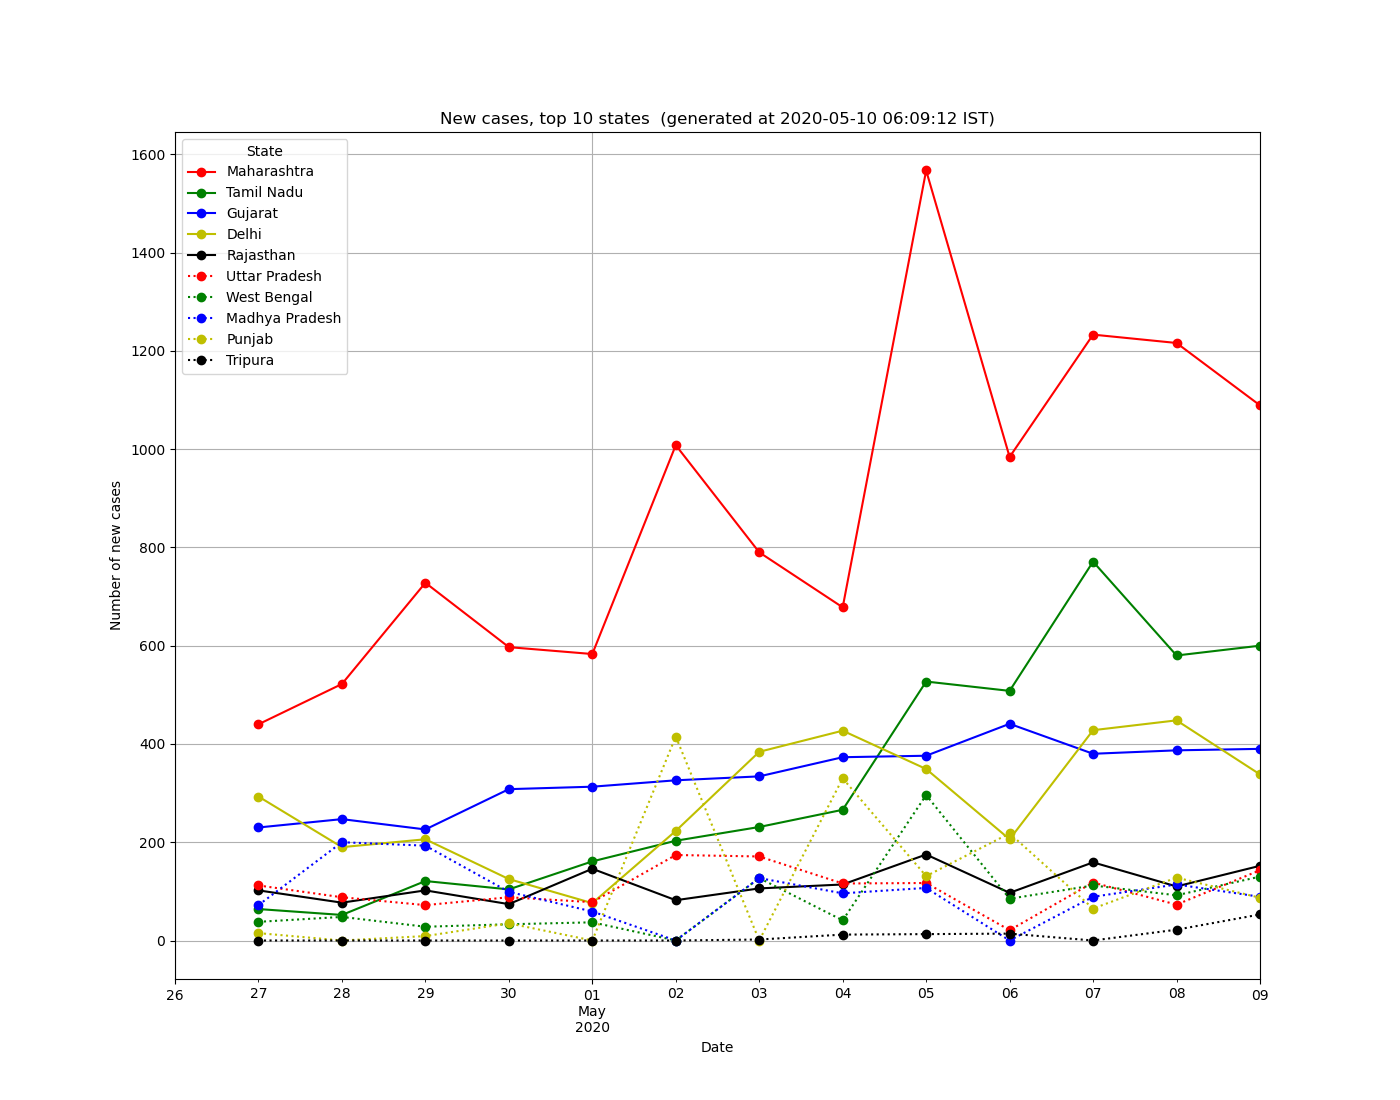 New cases, top 10 states  (generated at 2020-05-10 06:09:12 IST)
State
Maharashtra
Tamil Nadu
Gujarat
Delhi
Rajasthan
Uttar Pradesh
West Bengal
Madhya Pradesh
Punjab
Tripura
1600
1400
1200
1000
800
600
400
200
0
Number of new cases
26 27 28 29 30 01 02 03 04 05 06 07 08 09
May
2020
Date